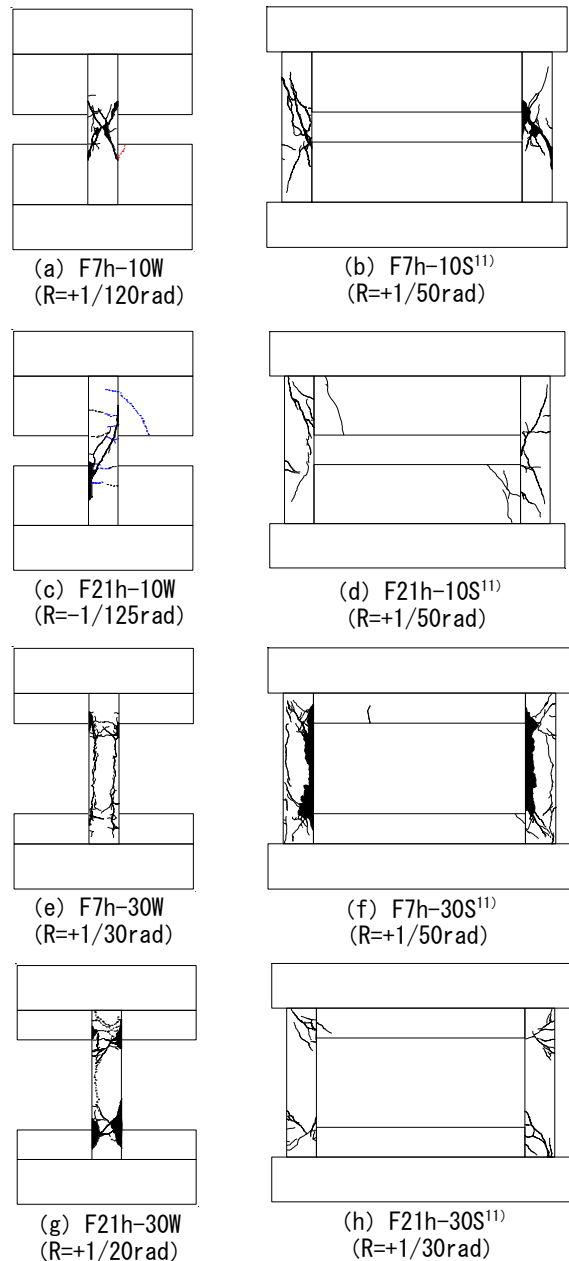 (a) F7h-10W
(R=+1/120rad)
(b) F7h-10S11)
(R=+1/50rad)
(c) F21h-10W
(R=-1/125rad)
(d) F21h-10S11)
(R=+1/50rad)
(e) F7h-30W
(R=+1/30rad)
(f) F7h-30S11)
(R=+1/50rad)
(g) F21h-30W
(R=+1/20rad)
(h) F21h-30S11)
(R=+1/30rad)